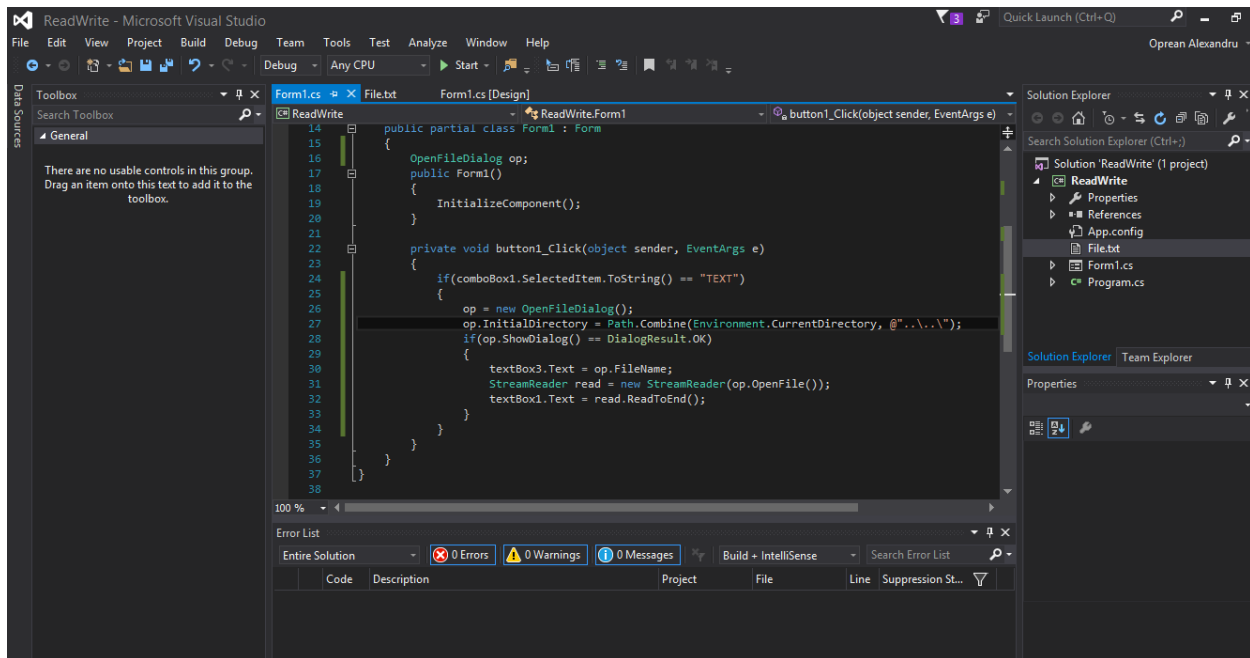 ReadWrite - Microsoft Visual Studio
3
Quick Launch (Ctrl+Q)
File Edit View Project Build Debug Team Tools Test Analyze Window Help
Oprean Alexandru
Debug Any CPU Start
Data Sources
Toolbox
Search Toolbox
General
There are no usable controls in this group.
Drag an item onto this text to add it to the
toolbox.
Form1.cs File.txt Form1.cs [Design]
C# ReadWrite ReadWrite.Form1 button1_Click(object sender, EventArgs e)
14 public partial class Form1 : Form
15 {
16 OpenFileDialog op;
17 public Form1()
18 {
19 InitializeComponent();
20 }
21
22 private void button1_Click(object sender, EventArgs e)
23 {
24 if(comboBox1.SelectedItem.ToString() == "TEXT")
25 {
26 op = new OpenFileDialog();
27 op.InitialDirectory = Path.Combine(Environment.CurrentDirectory, @"..\..\");
28 if(op.ShowDialog() == DialogResult.OK)
29 {
30 textBox3.Text = op.FileName;
31 StreamReader read = new StreamReader(op.OpenFile());
32 textBox1.Text = read.ReadToEnd();
33 }
34 }
35 }
36 }
37 }
38
100 %
Error List
Entire Solution 0 Errors 0 Warnings 0 Messages Build + IntelliSense Search Error List
Code Description Project File Line Suppression St...
Solution Explorer
Search Solution Explorer (Ctrl+;)
Solution 'ReadWrite' (1 project)
C# ReadWrite
Properties
References
App.config
File.txt
Form1.cs
C# Program.cs
Solution Explorer Team Explorer
Properties